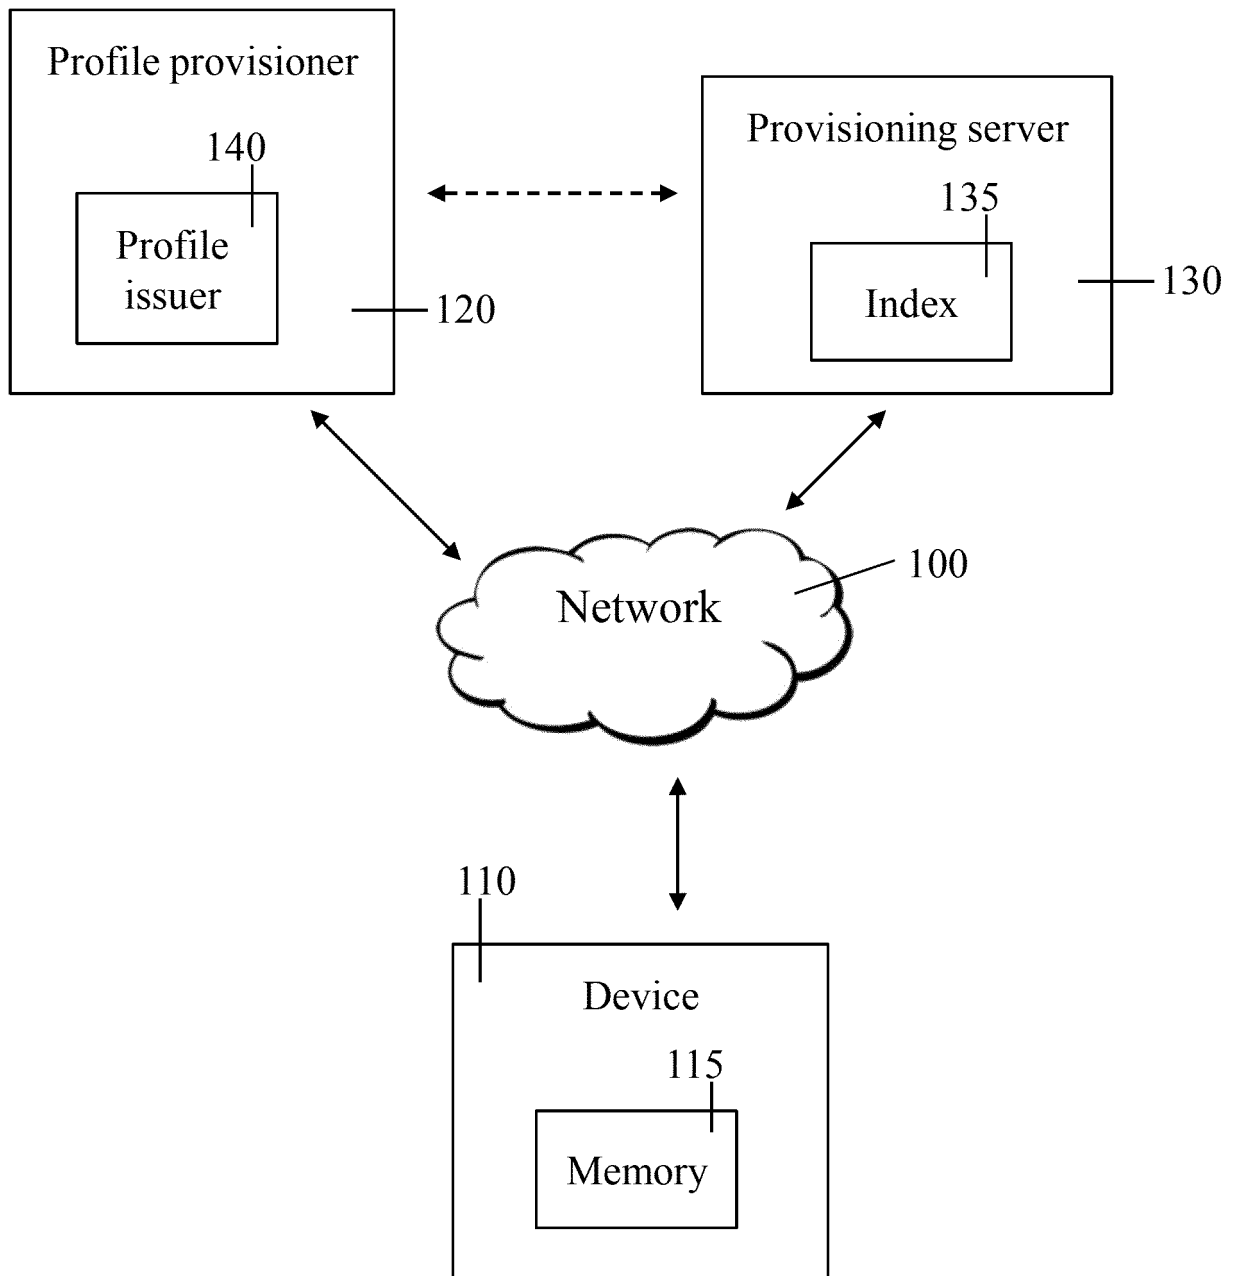 Profile provisioner
140
Profile
issuer
120
Provisioning server
135
Index
130
Network
100
110
Device
115
Memory